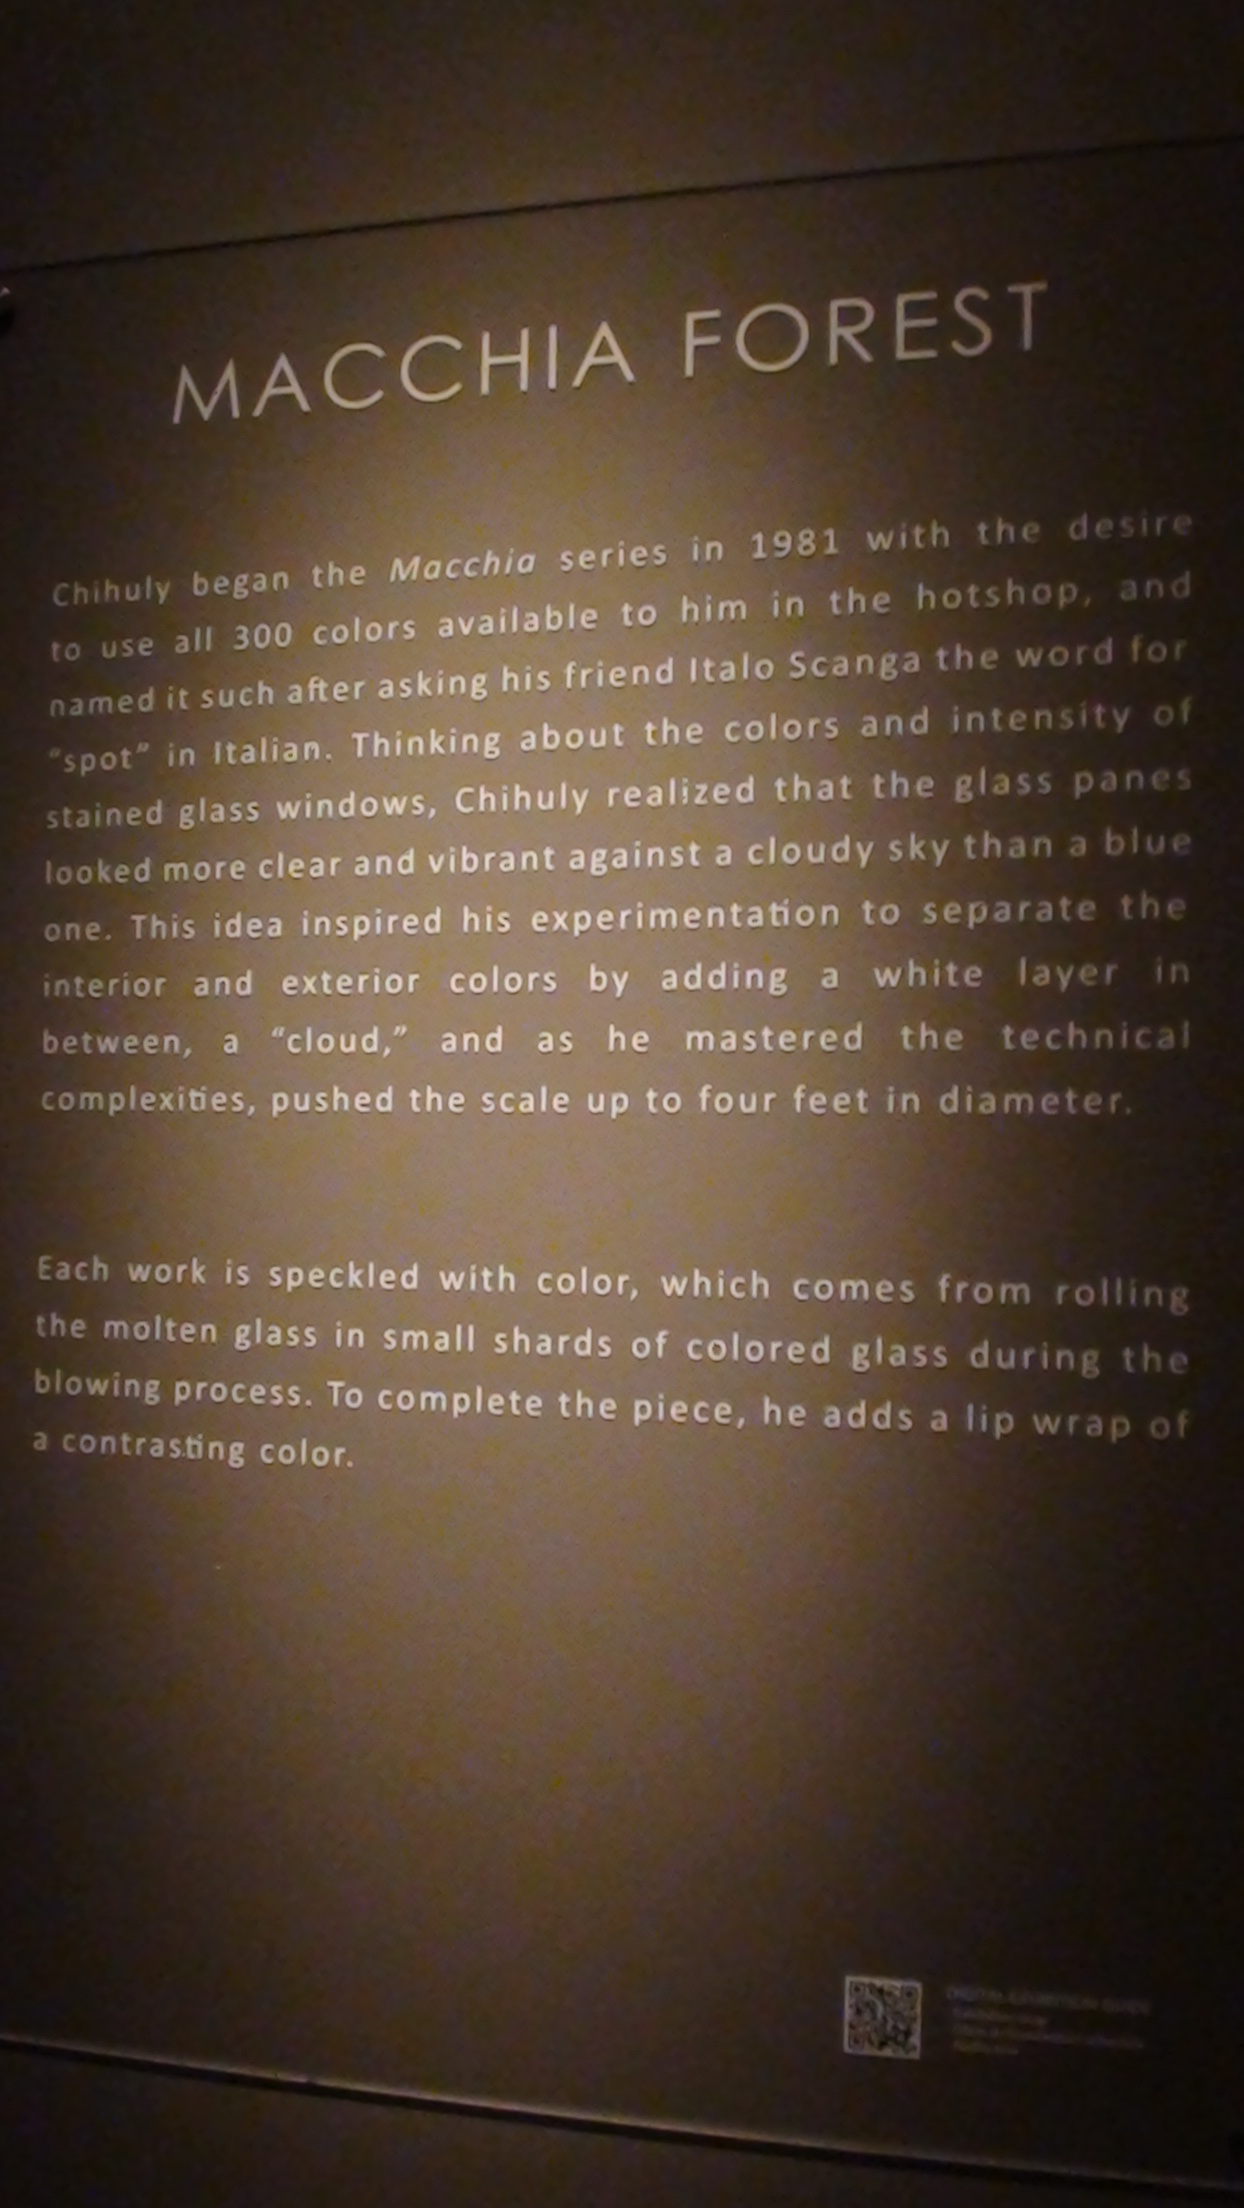 MACCHIA FOREST
Chihuly began the Macchia series in 1981 with the desire
to use all 300 colors available to him in the hotshop, and
named it such after asking his friend Italo Scanga the word for
“spot” in Italian. Thinking about the colors and intensity of
stained glass windows, Chihuly realized that the glass panes
looked more clear and vibrant against a cloudy sky than a blue
one. This idea inspired his experimentation to separate the
interior and exterior colors by adding a white layer in
between, a “cloud,” and as he mastered the technical
complexities, pushed the scale up to four feet in diameter.
Each work is speckled with color, which comes from rolling
the molten glass in small shards of colored glass during the
blowing process. To complete the piece, he adds a lip wrap of
a contrasting color.